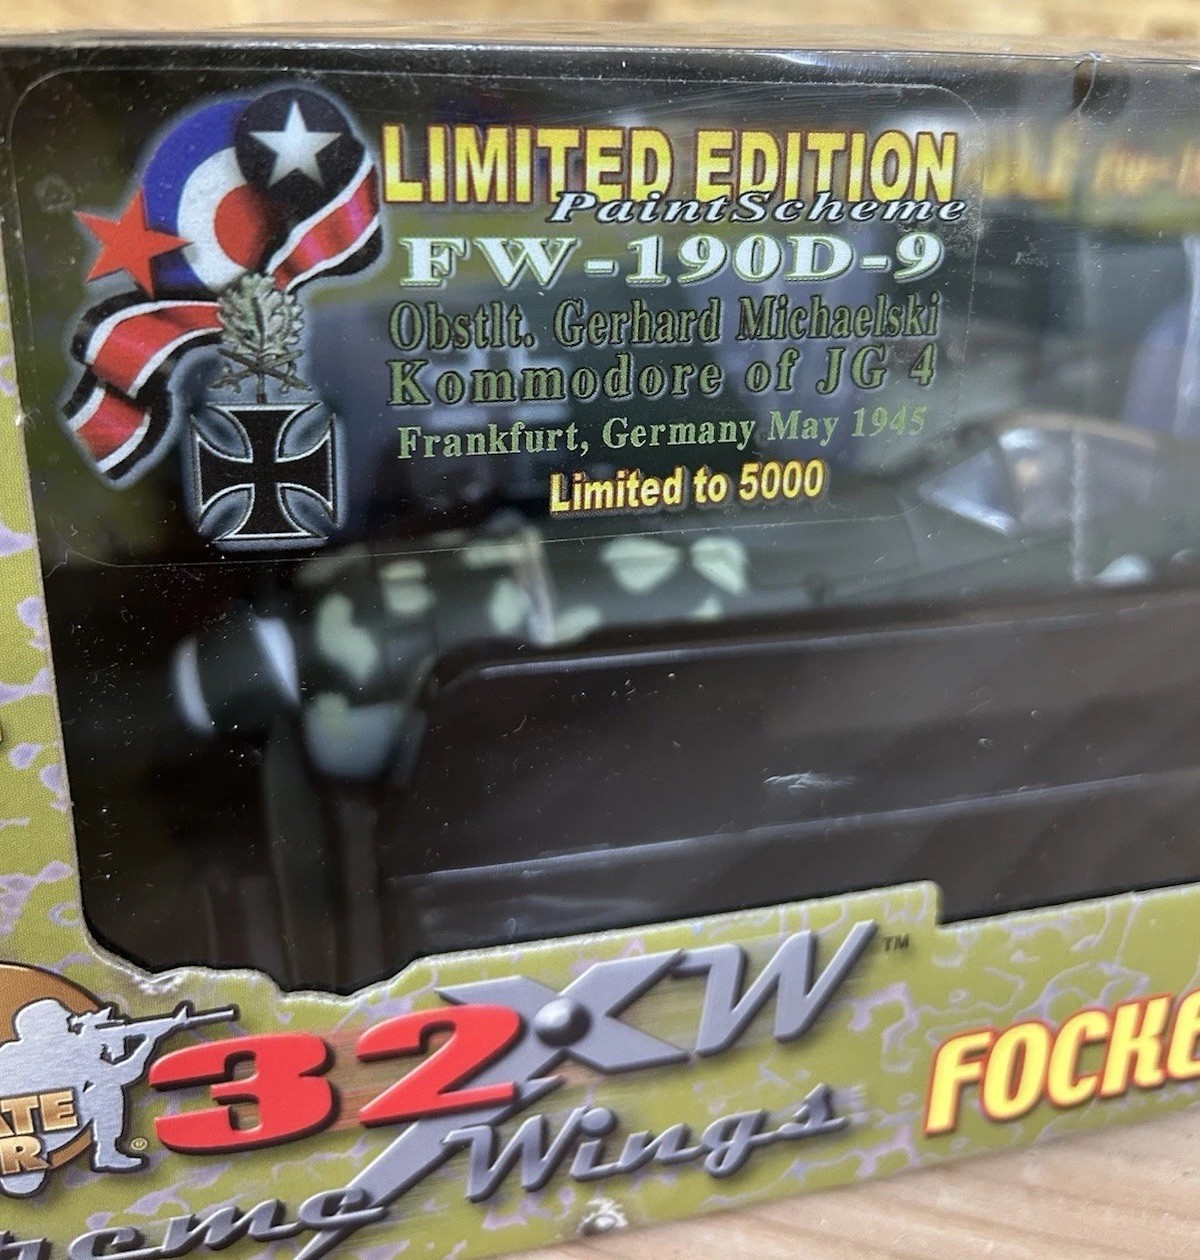 LIMITED EDITION
PaintScheme
FW-190D-9
Obstlt. Gerhard Michaelski
Kommodore of JG 4
Frankfurt, Germany May 1945
Limited to 5000
32XW™
Wings
FOCKE